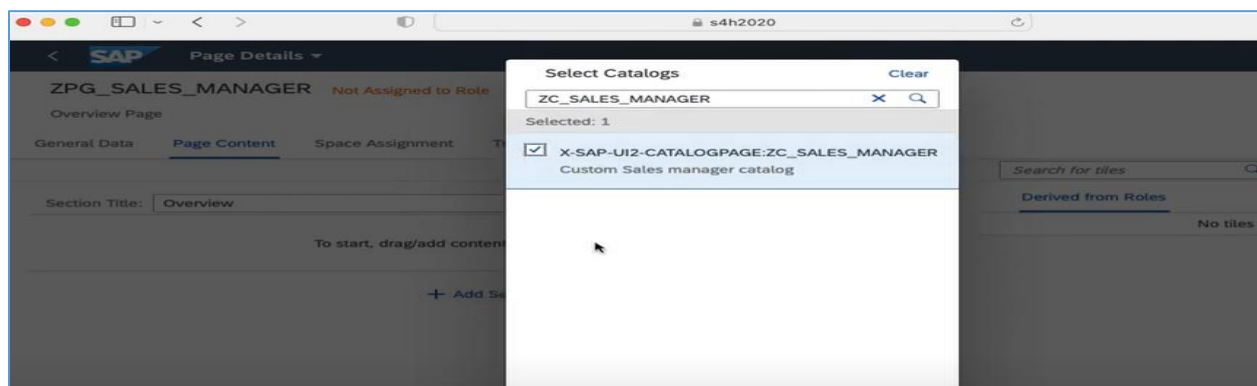 s4h2020
SAP Page Details
ZPG_SALES_MANAGER Not Assigned to Role
Overview Page
General Data Page Content Space Assignment
Section Title: Overview
To start, drag/add content
+ Add
Select Catalogs Clear
ZC_SALES_MANAGER
Selected: 1
X-SAP-UI2-CATALOGPAGE:ZC_SALES_MANAGER
Custom Sales manager catalog
Search for tiles
Derived from Roles
No tiles